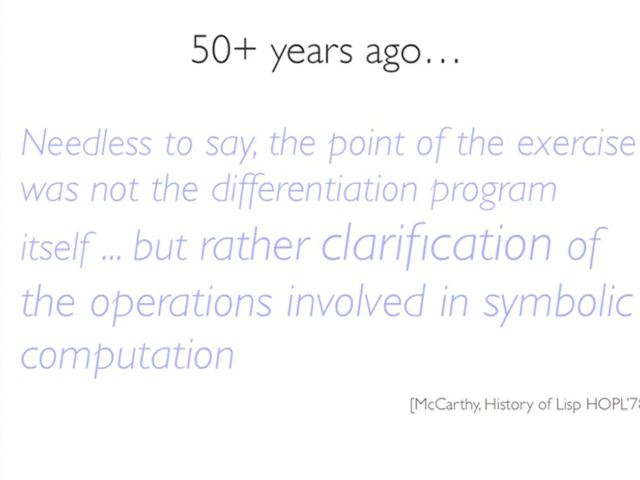 50+ years ago…
Needless to say, the point of the exercise
was not the differentiation program
itself ... but rather clarification of
the operations involved in symbolic
computation
[McCarthy, History of Lisp HOPL'78